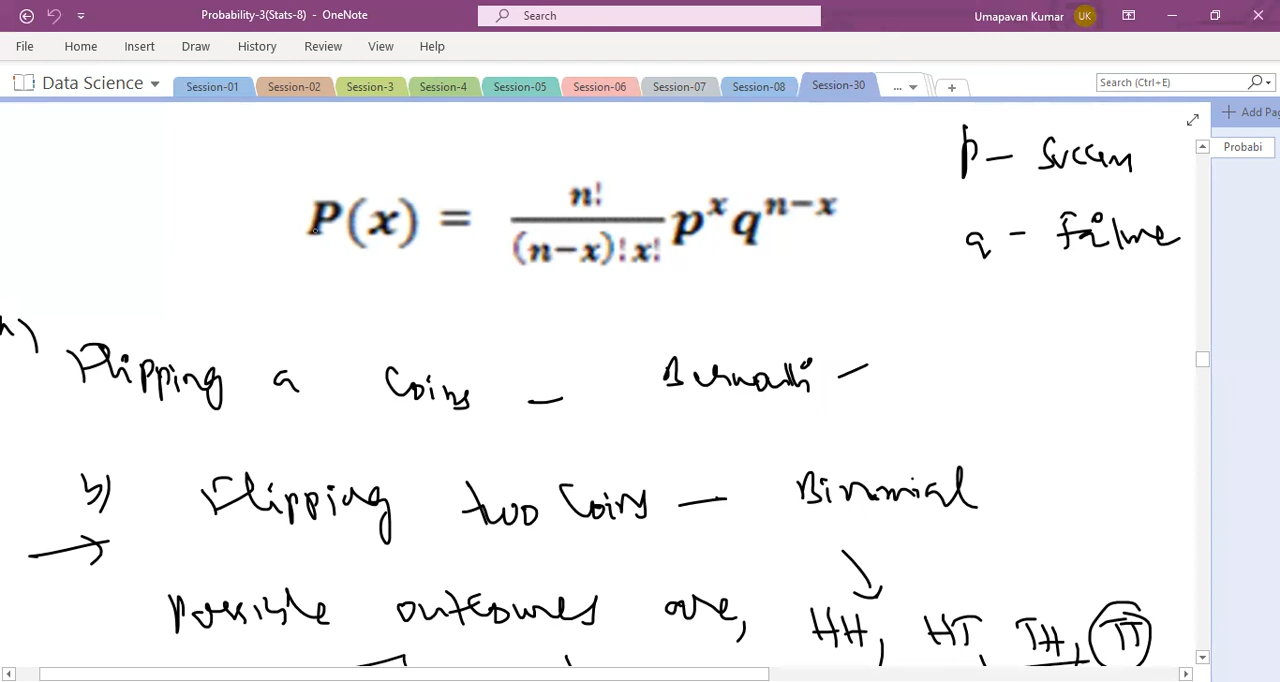 Probability-3(Stats-8) - OneNote
Search
Umapavan Kumar UK
File Home Insert Draw History Review View Help
Data Science Session-01 Session-02 Session-3 Session-4 Session-05 Session-06 Session-07 Session-08 Session-30 ... +
Search (Ctrl+E)
+ Add Pag
Probabi
p - success
P(x) = n!/((n-x)! x!) p^x q^(n-x)
q - failure
a) Flipping a coins - Bernoulli -
b) Flipping two coins - Binomial
→
possible outcomes are, HH, HT, TH, TT